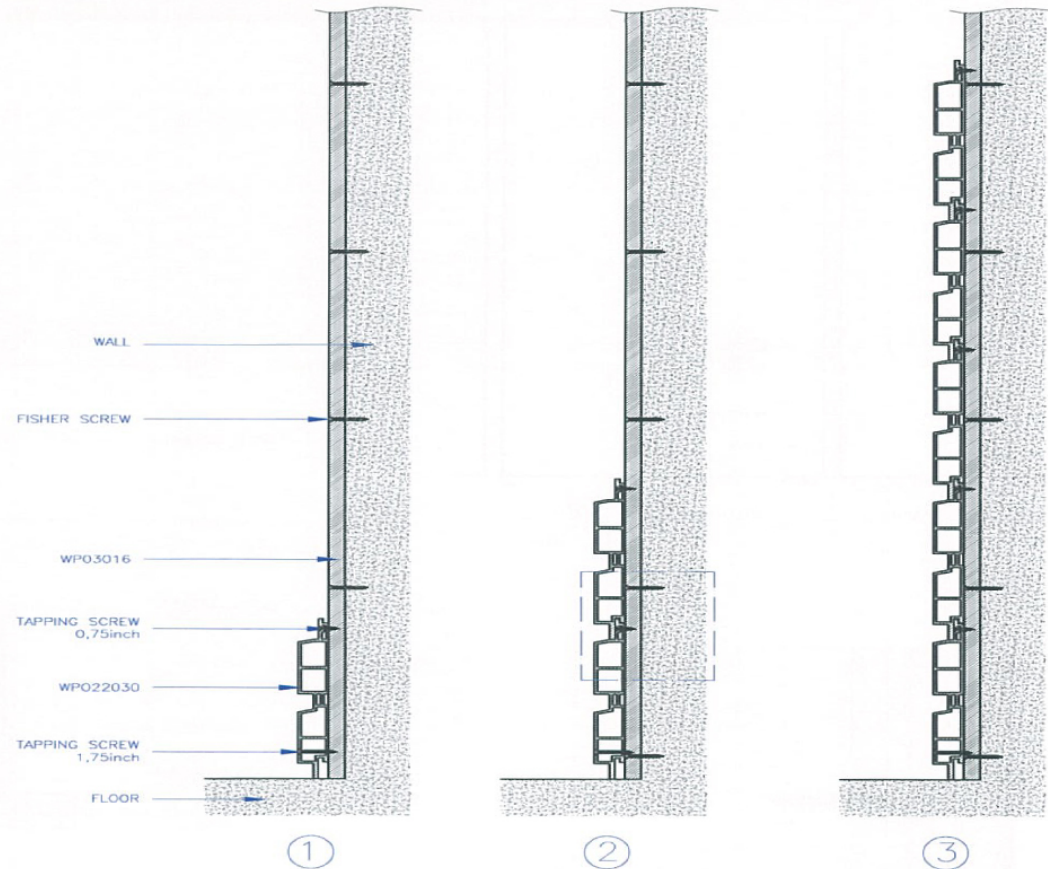 WALL
FISHER SCREW
WP03016
TAPPING SCREW
0,75inch
WP022030
TAPPING SCREW
1,75inch
FLOOR
1
2
3